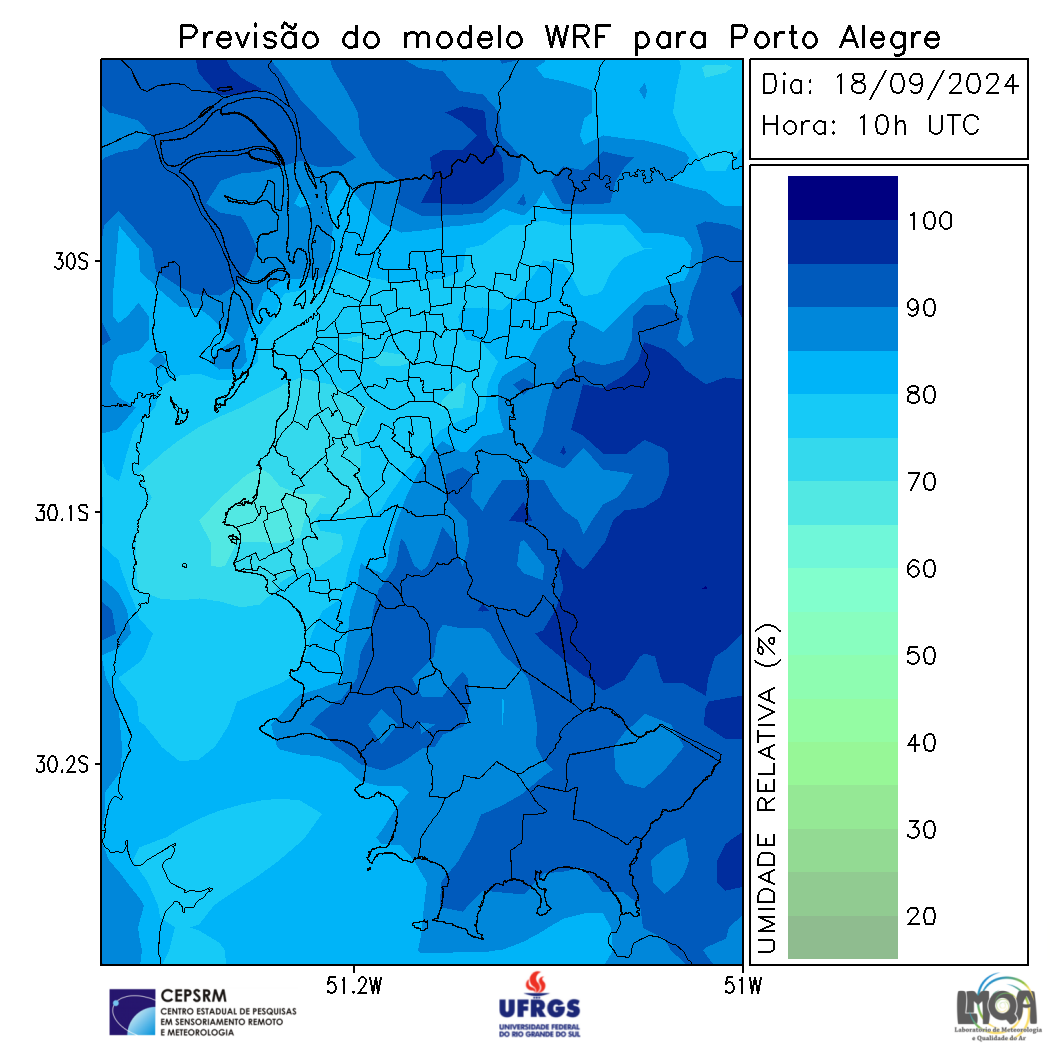 Previsão do modelo WRF para Porto Alegre
Dia: 18/09/2024
Hora: 10h UTC
30S
30.1S
30.2S
51.2W
51W
UMIDADE RELATIVA (%)
100
90
80
70
60
50
40
30
20
CEPSRM
CENTRO ESTADUAL DE PESQUISAS
EM SENSORIAMENTO REMOTO
E METEOROLOGIA
UFRGS
UNIVERSIDADE FEDERAL
DO RIO GRANDE DO SUL
LMQA
Laboratório de Meteorologia
e Qualidade do Ar